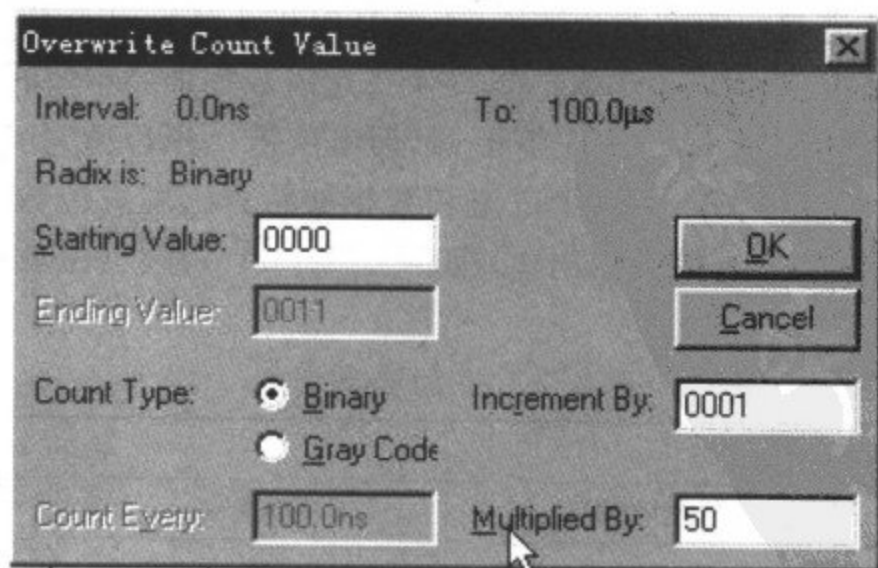 Overwrite Count Value
Interval: 0.0ns To: 100.0µs
Radix is: Binary
Starting Value: 0000
OK
Ending Value: 0011
Cancel
Count Type: Binary Increment By: 0001
Gray Code
Count Every: 100.0ns Multiplied By: 50